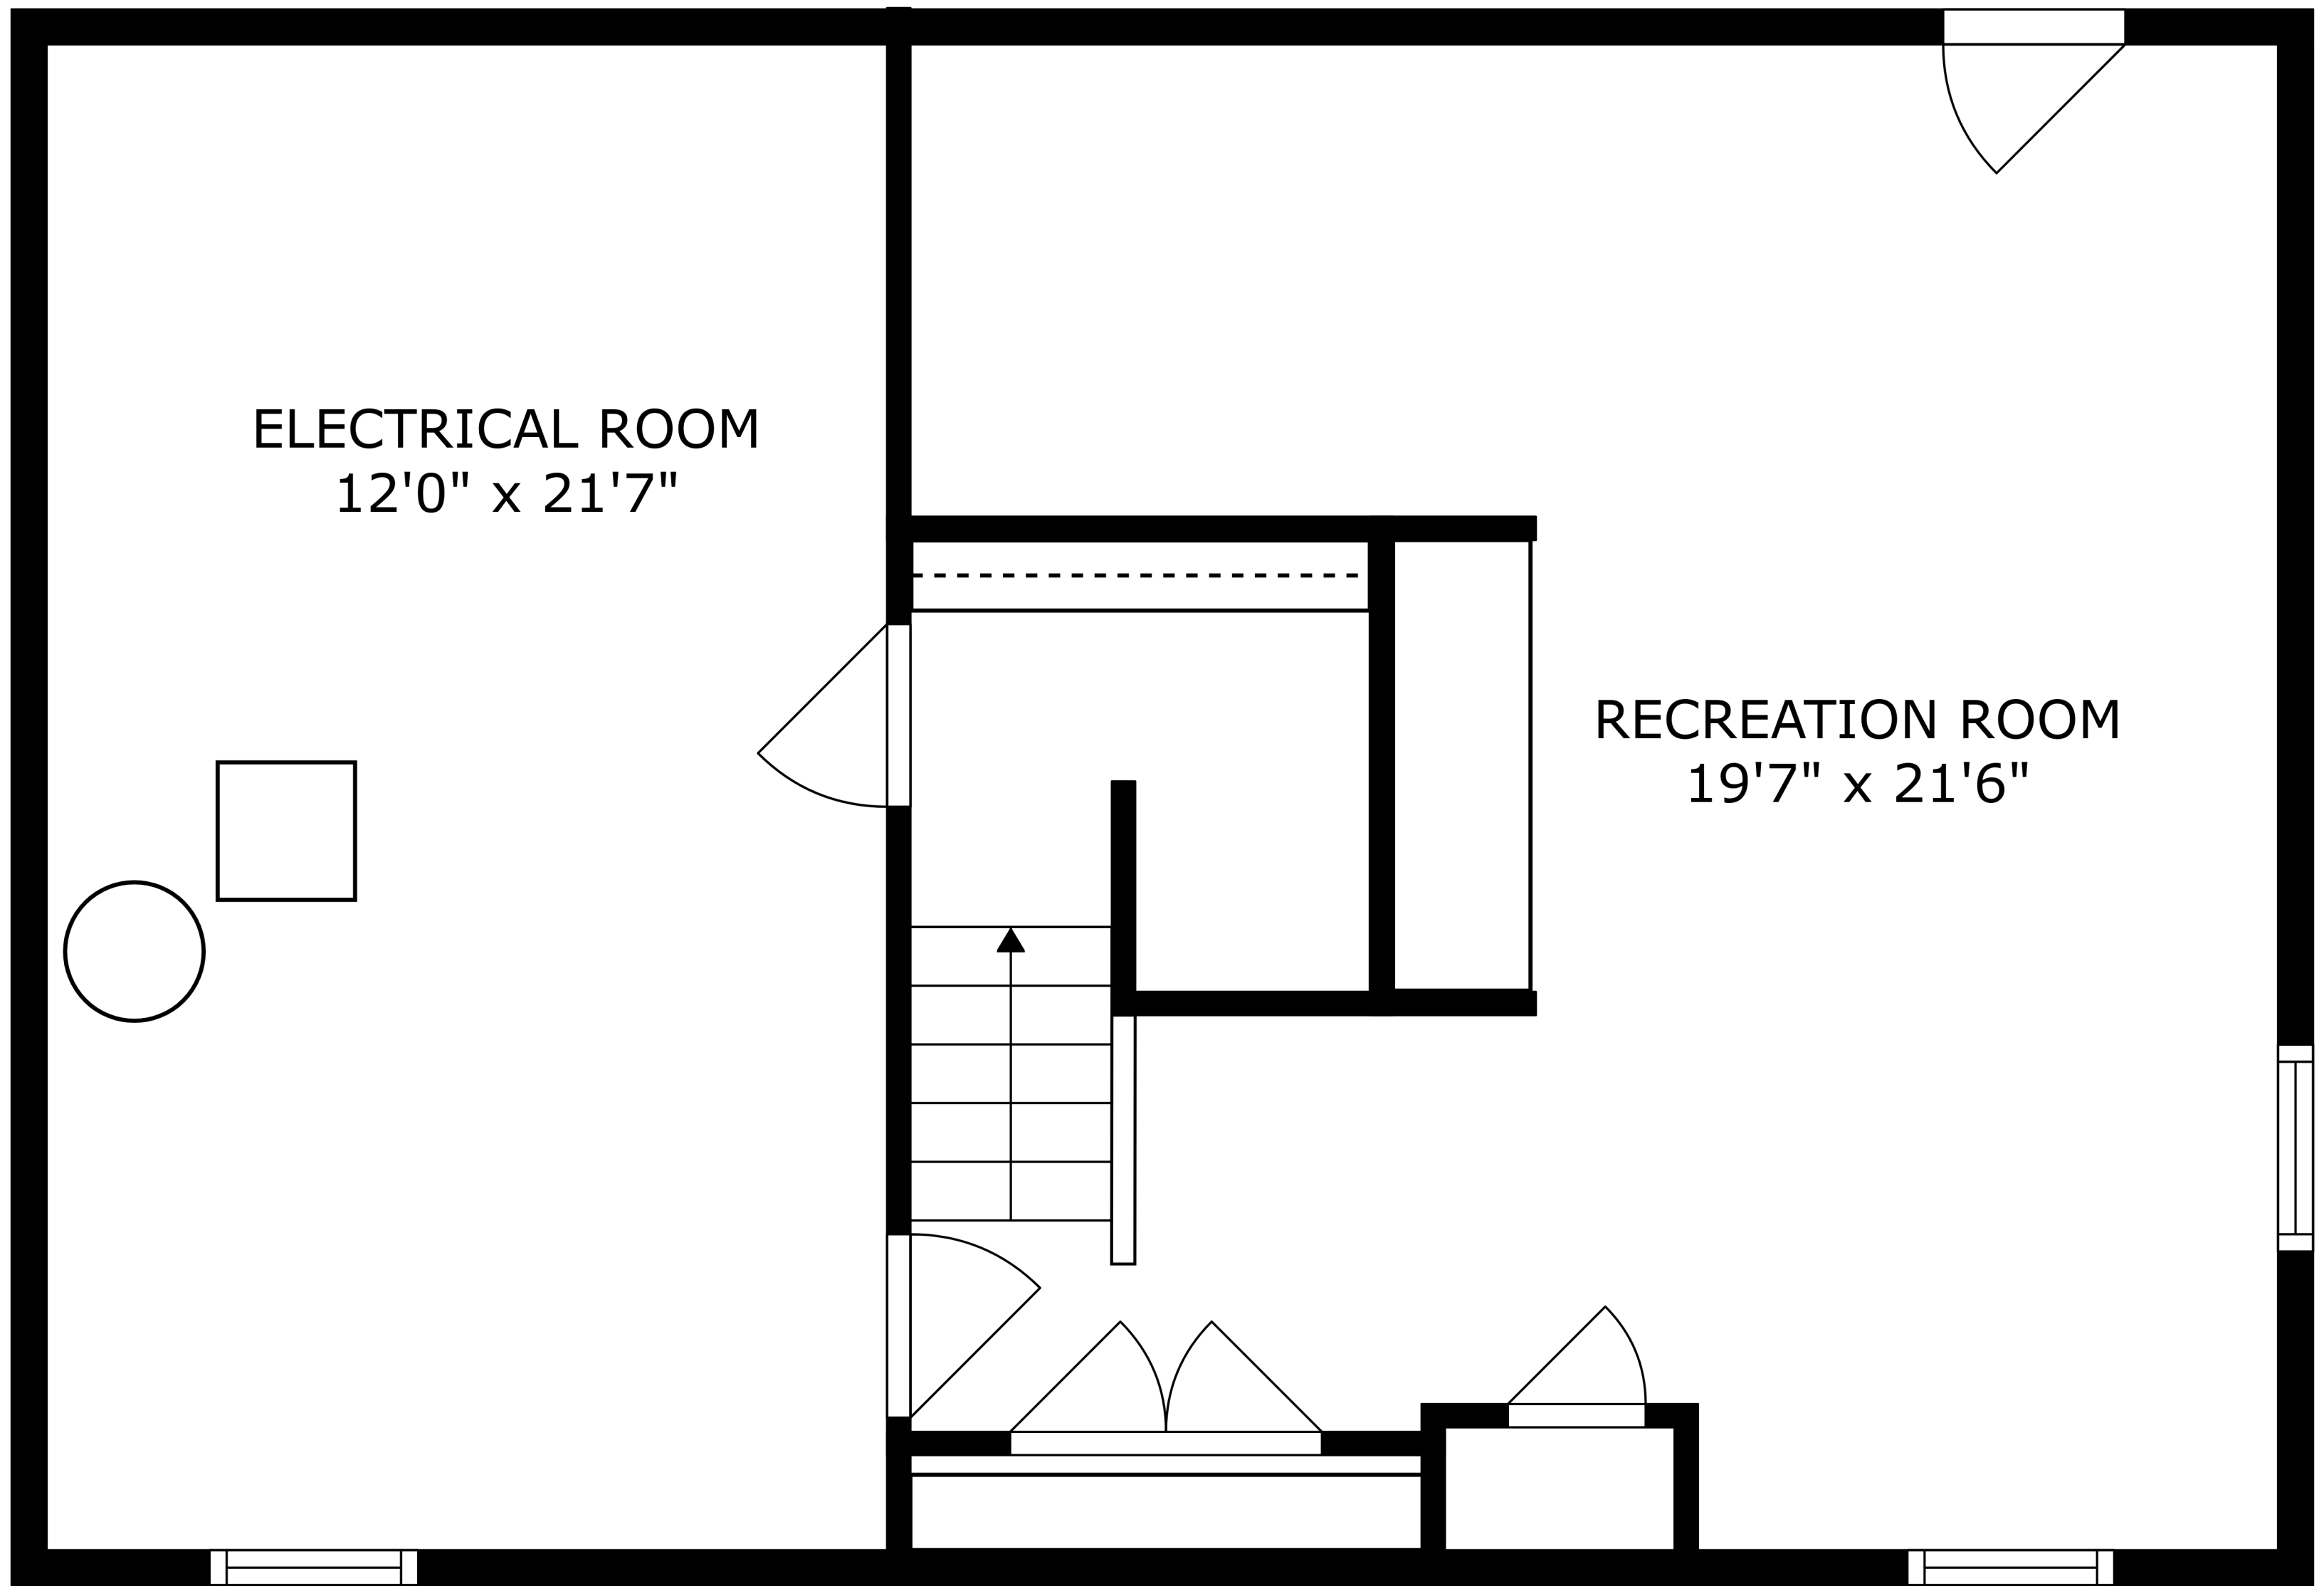 ELECTRICAL ROOM
12'0" x 21'7"
RECREATION ROOM
19'7" x 21'6"